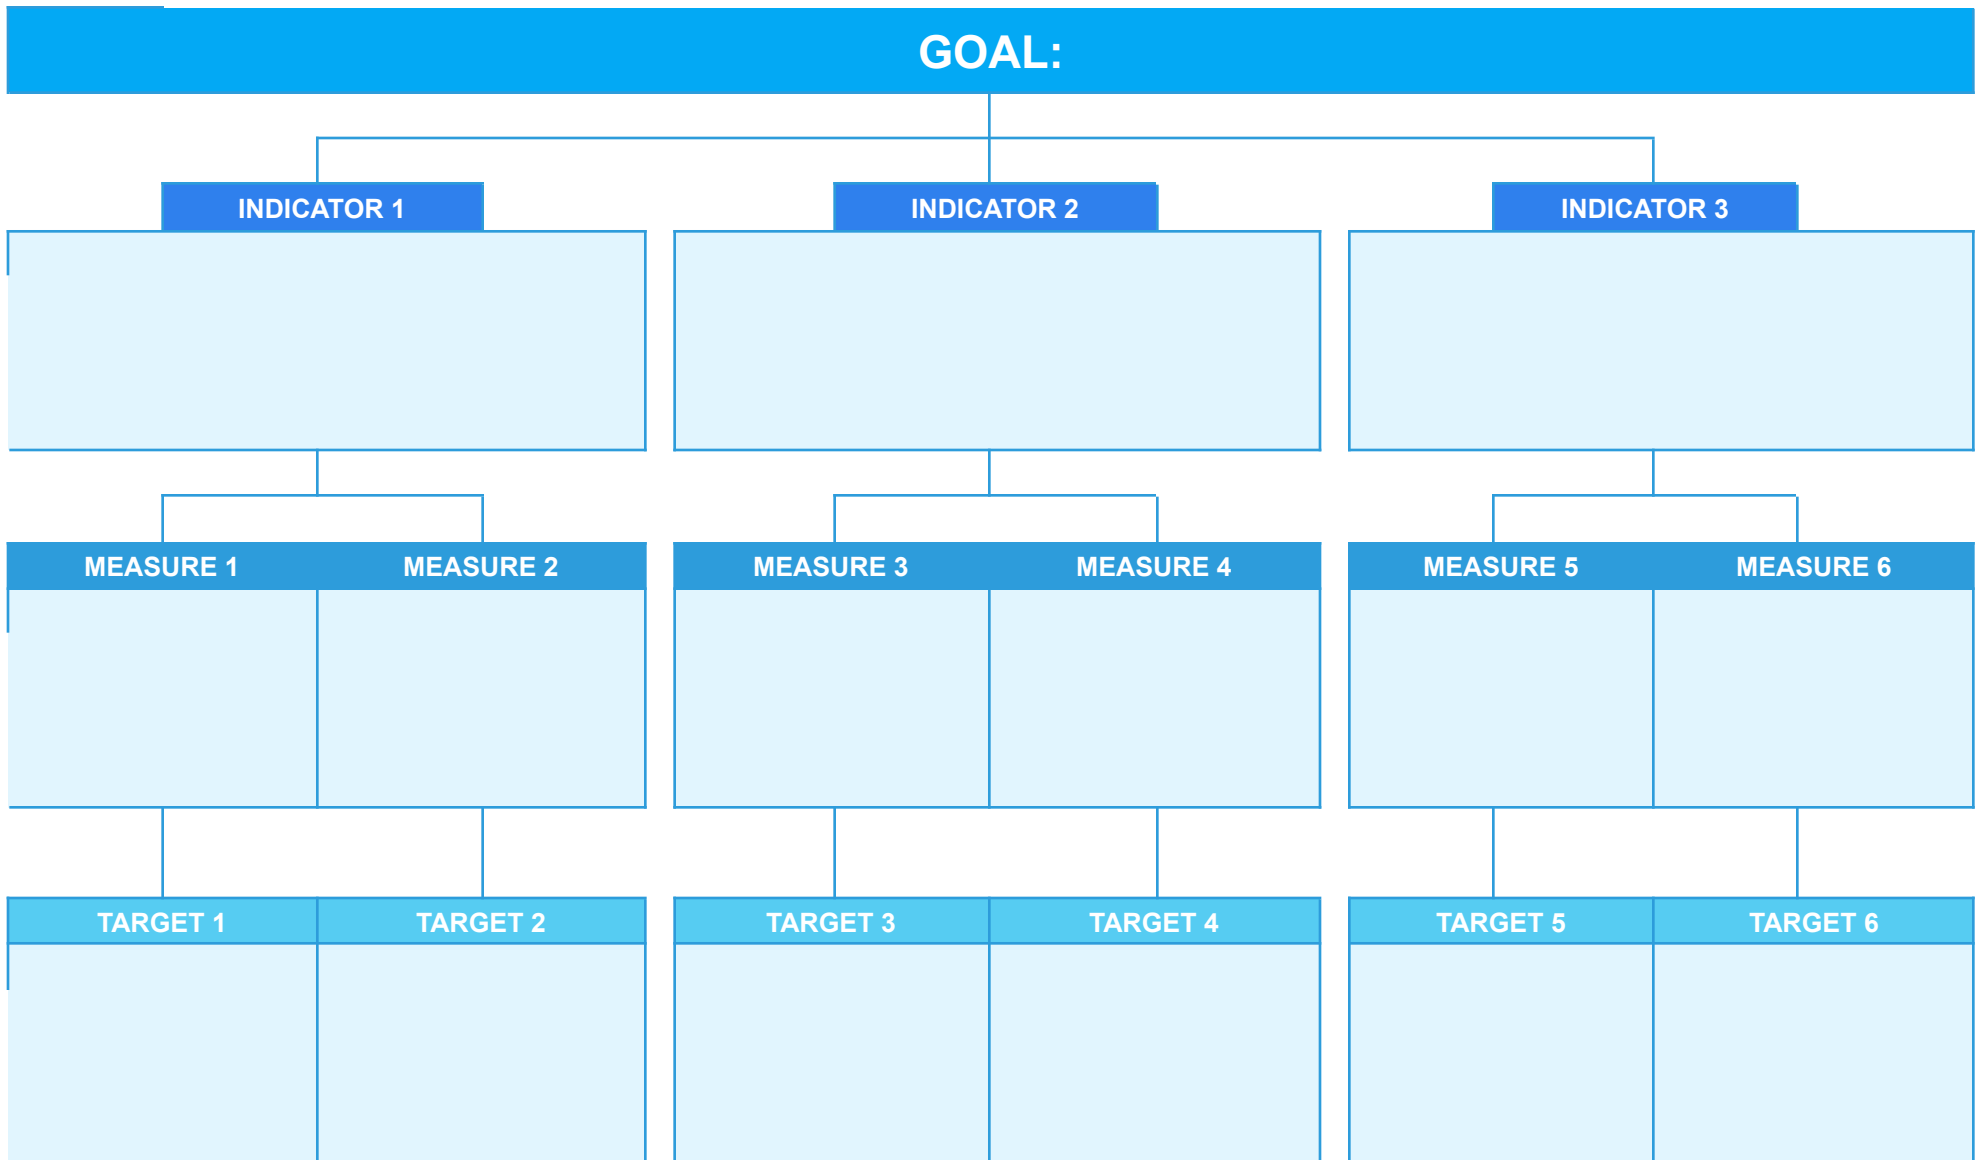 GOAL:
INDICATOR 1
INDICATOR 2
INDICATOR 3
MEASURE 1
MEASURE 2
MEASURE 3
MEASURE 4
MEASURE 5
MEASURE 6
TARGET 1
TARGET 2
TARGET 3
TARGET 4
TARGET 5
TARGET 6